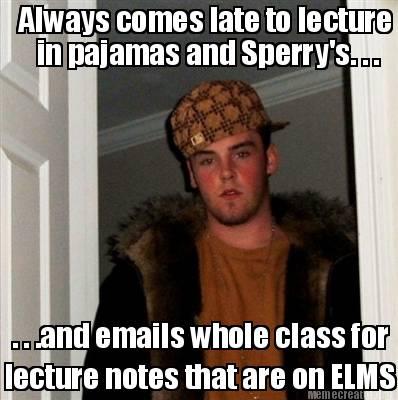 Always comes late to lecture
in pajamas and Sperry's. . .
. . .and emails whole class for
lecture notes that are on ELMS